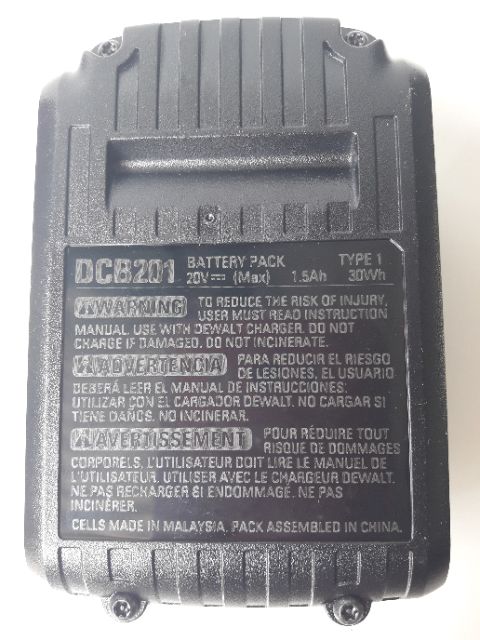 DCB201 BATTERY PACK TYPE 1
20V⎓ (Max) 1.5Ah 30Wh
WARNING TO REDUCE THE RISK OF INJURY,
USER MUST READ INSTRUCTION
MANUAL. USE WITH DEWALT CHARGER. DO NOT
CHARGE IF DAMAGED. DO NOT INCINERATE.
ADVERTENCIA PARA REDUCIR EL RIESGO
DE LESIONES, EL USUARIO
DEBERÁ LEER EL MANUAL DE INSTRUCCIONES.
UTILIZAR CON EL CARGADOR DEWALT. NO CARGAR SI
TIENE DAÑOS. NO INCINERAR.
AVERTISSEMENT POUR RÉDUIRE TOUT
RISQUE DE DOMMAGES
CORPORELS, L'UTILISATEUR DOIT LIRE LE MANUEL DE
L'UTILISATEUR. UTILISER AVEC LE CHARGEUR DEWALT.
NE PAS RECHARGER SI ENDOMMAGÉ. NE PAS
INCINÉRER.
CELLS MADE IN MALAYSIA, PACK ASSEMBLED IN CHINA.